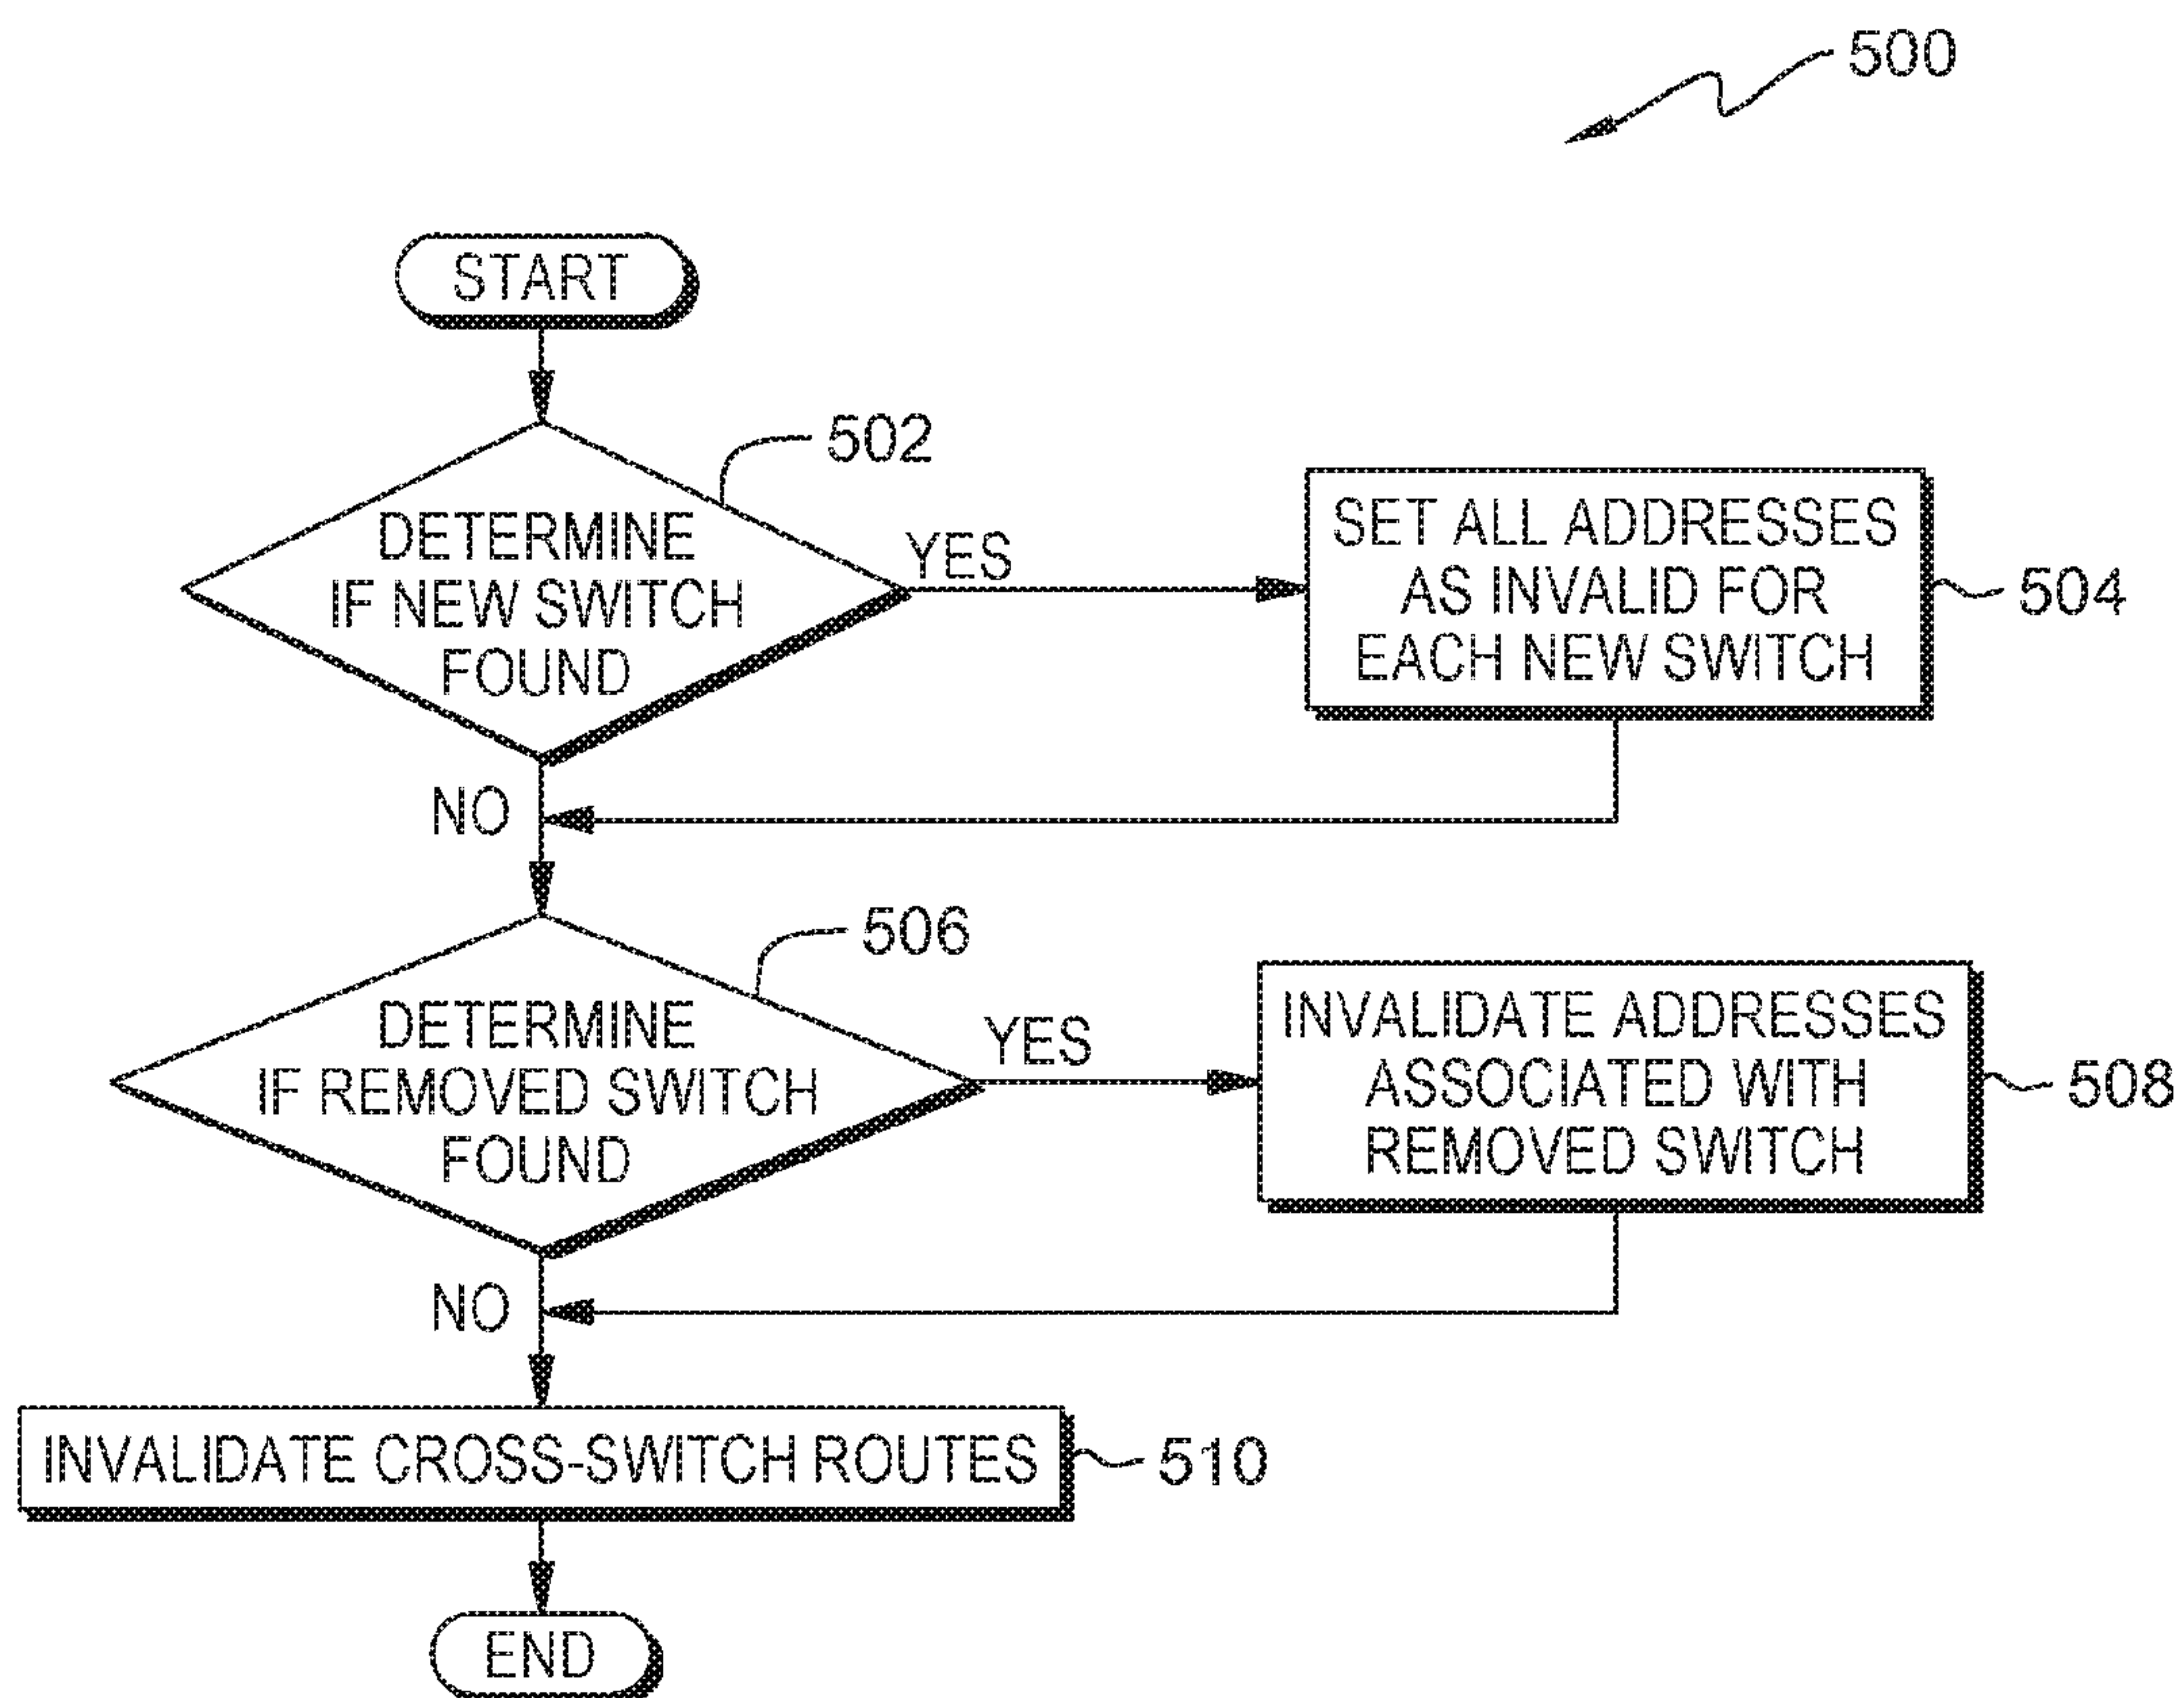 500
START
502
DETERMINE
IF NEW SWITCH
FOUND
YES
SET ALL ADDRESSES
AS INVALID FOR
EACH NEW SWITCH
504
NO
506
DETERMINE
IF REMOVED SWITCH
FOUND
YES
INVALIDATE ADDRESSES
ASSOCIATED WITH
REMOVED SWITCH
508
NO
INVALIDATE CROSS-SWITCH ROUTES
510
END